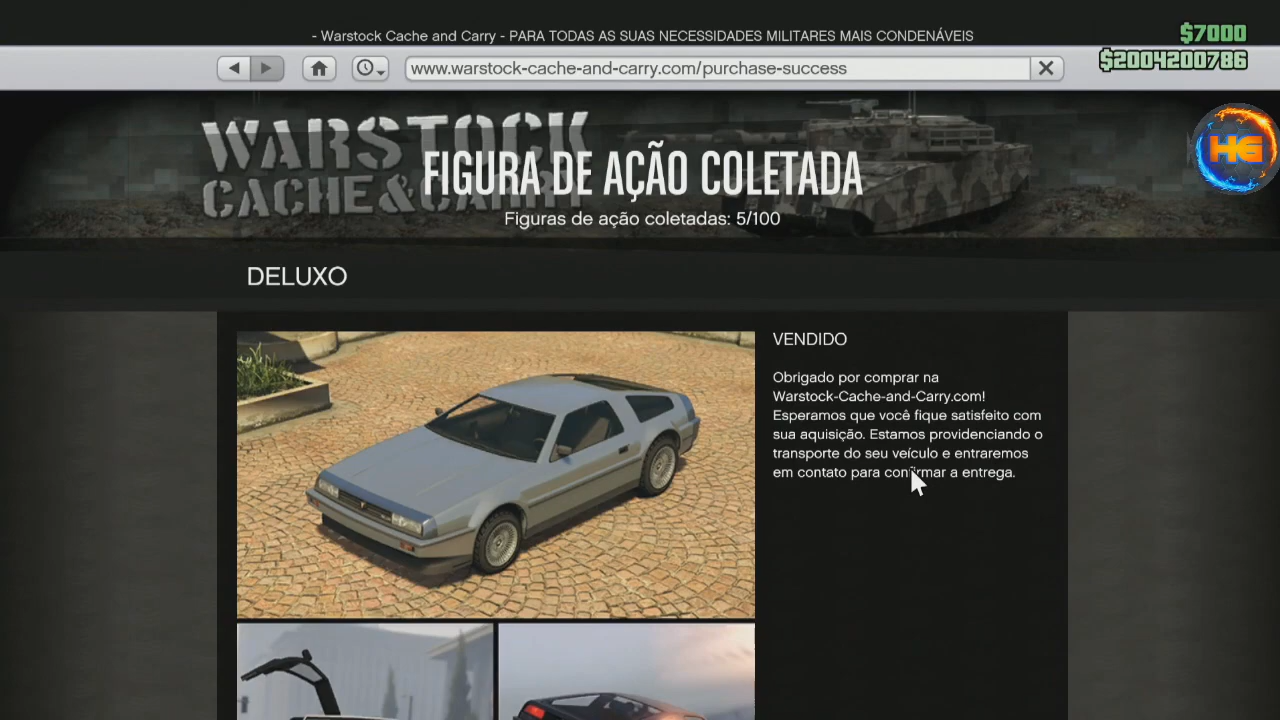 - Warstock Cache and Carry - PARA TODAS AS SUAS NECESSIDADES MILITARES MAIS CONDENÁVEIS
$7000
$2004200786
www.warstock-cache-and-carry.com/purchase-success
HG
WARSTOCK
CACHE & CARRY
FIGURA DE AÇÃO COLETADA
Figuras de ação coletadas: 5/100
DELUXO
VENDIDO
Obrigado por comprar na
Warstock-Cache-and-Carry.com!
Esperamos que você fique satisfeito com
sua aquisição. Estamos providenciando o
transporte do seu veículo e entraremos
em contato para confirmar a entrega.